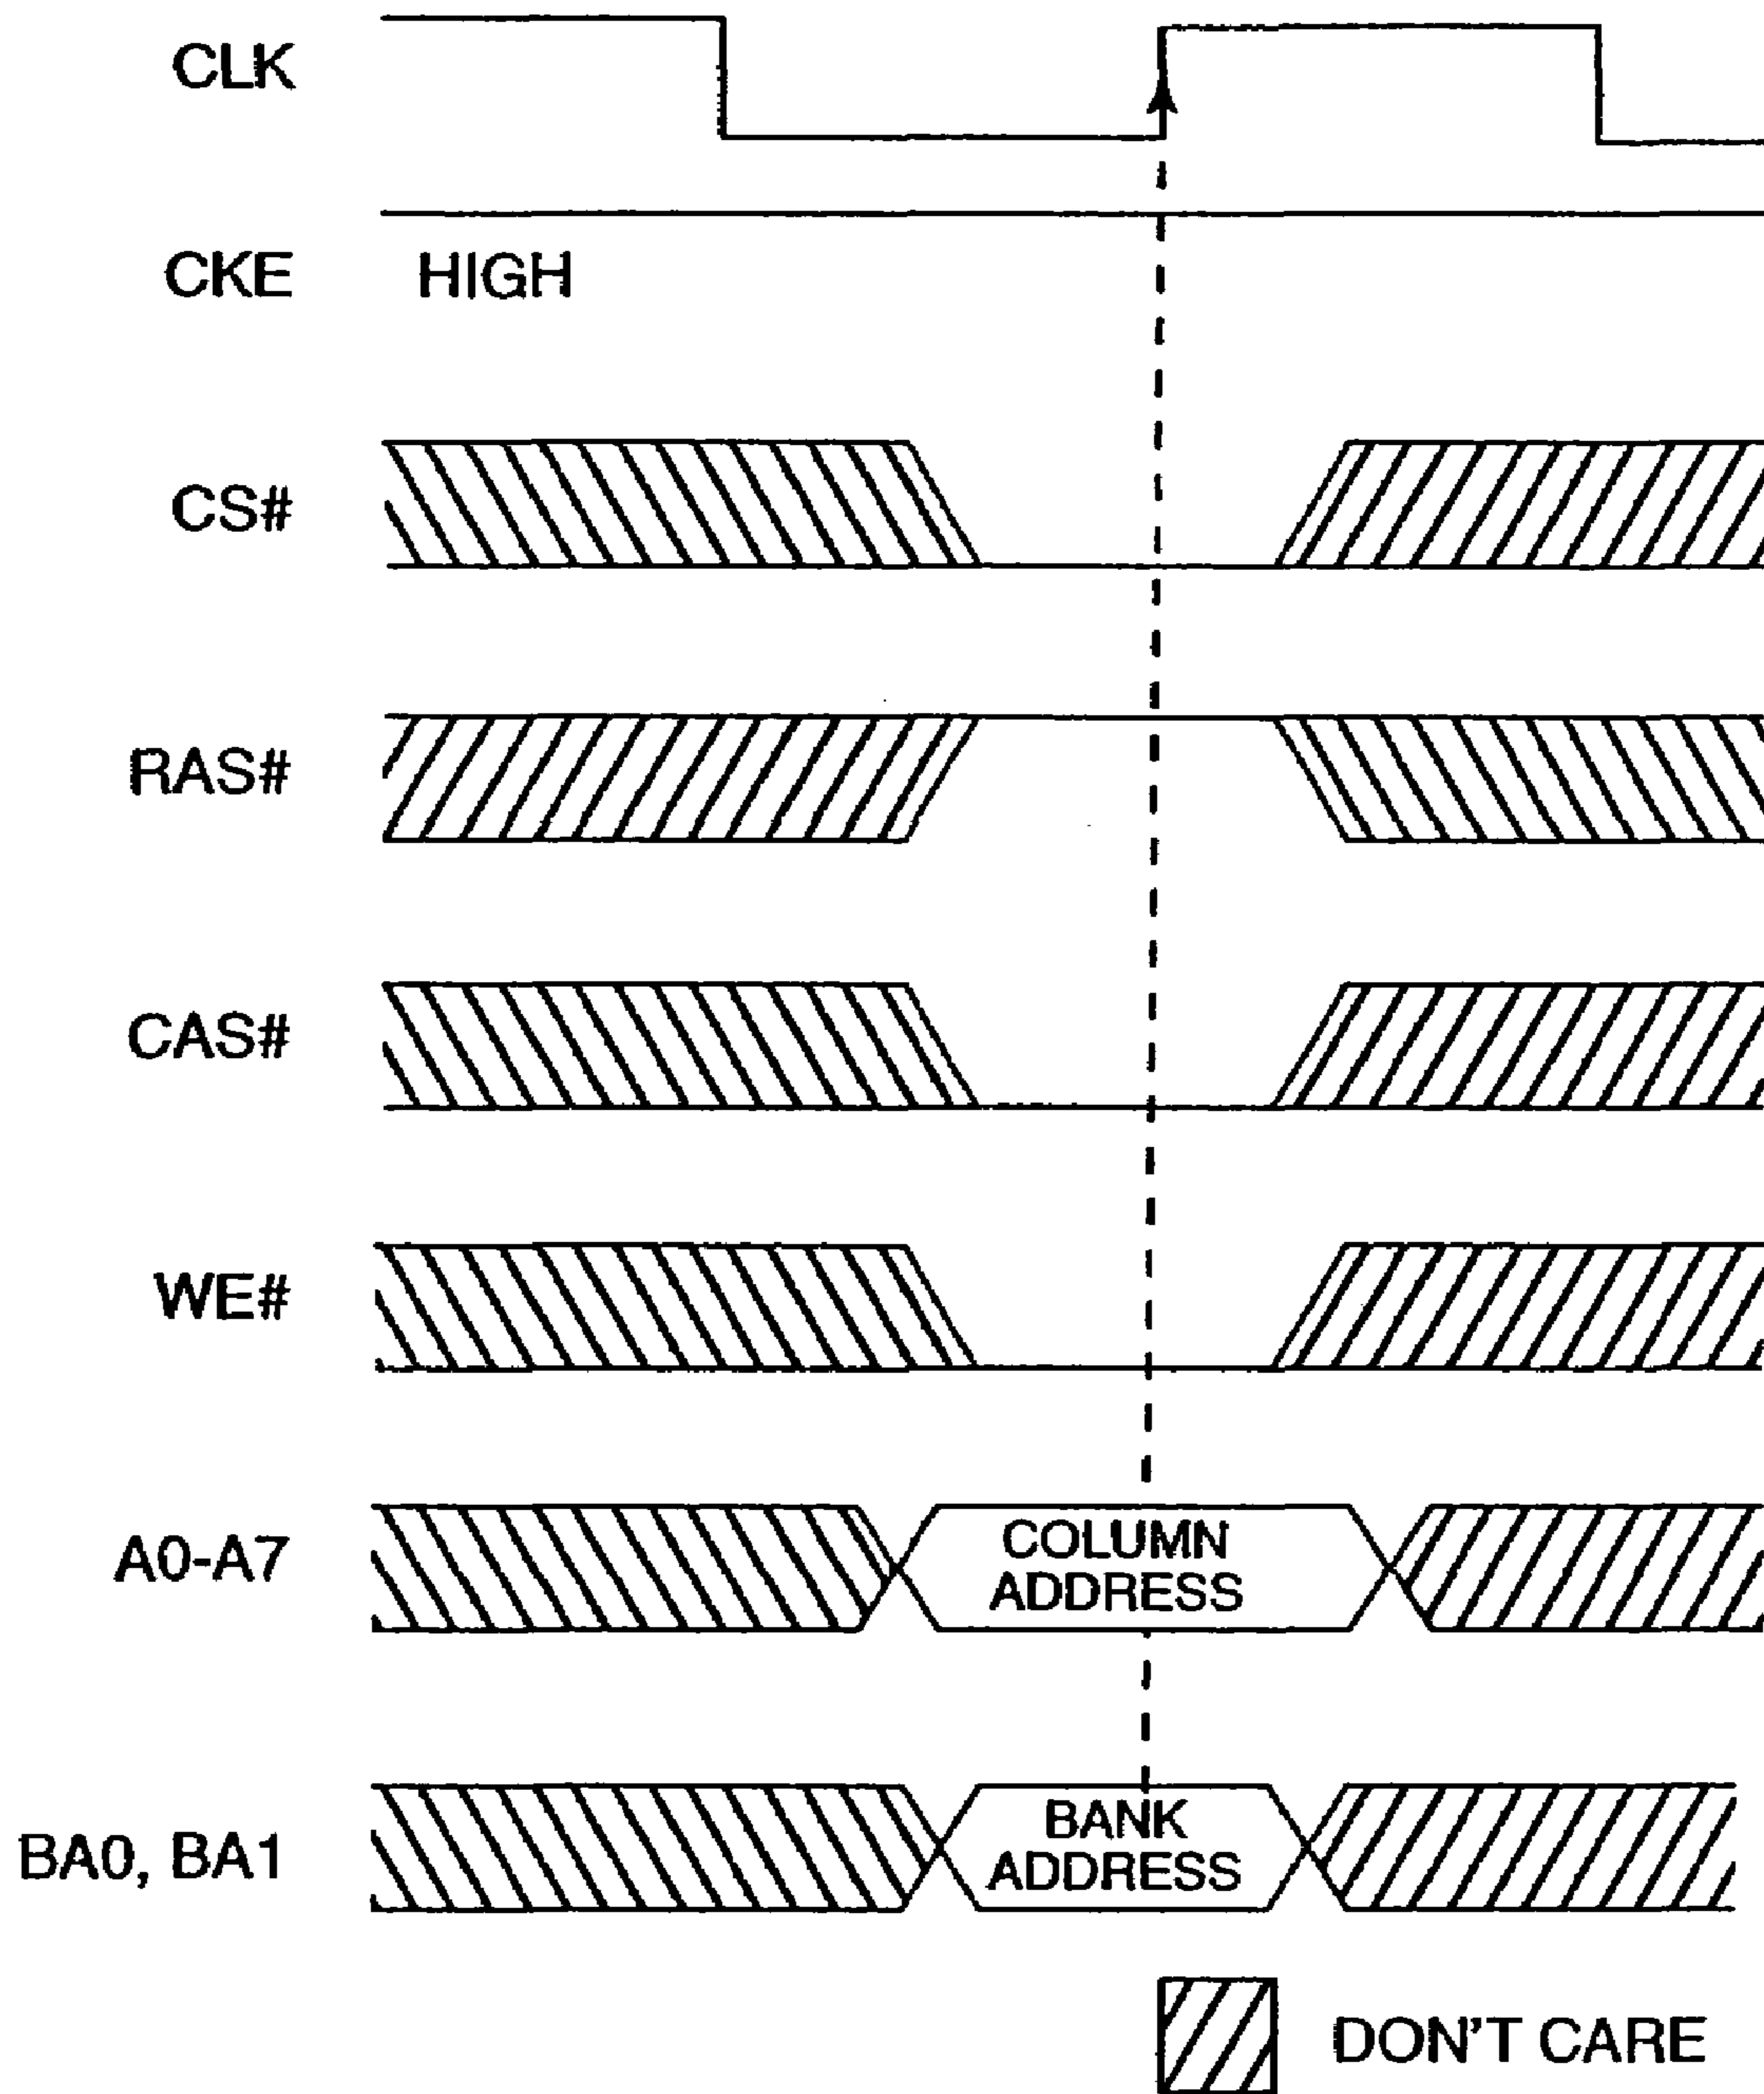 CLK
CKE HIGH
CS#
RAS#
CAS#
WE#
A0-A7
COLUMN
ADDRESS
BA0, BA1
BANK
ADDRESS
DON'T CARE